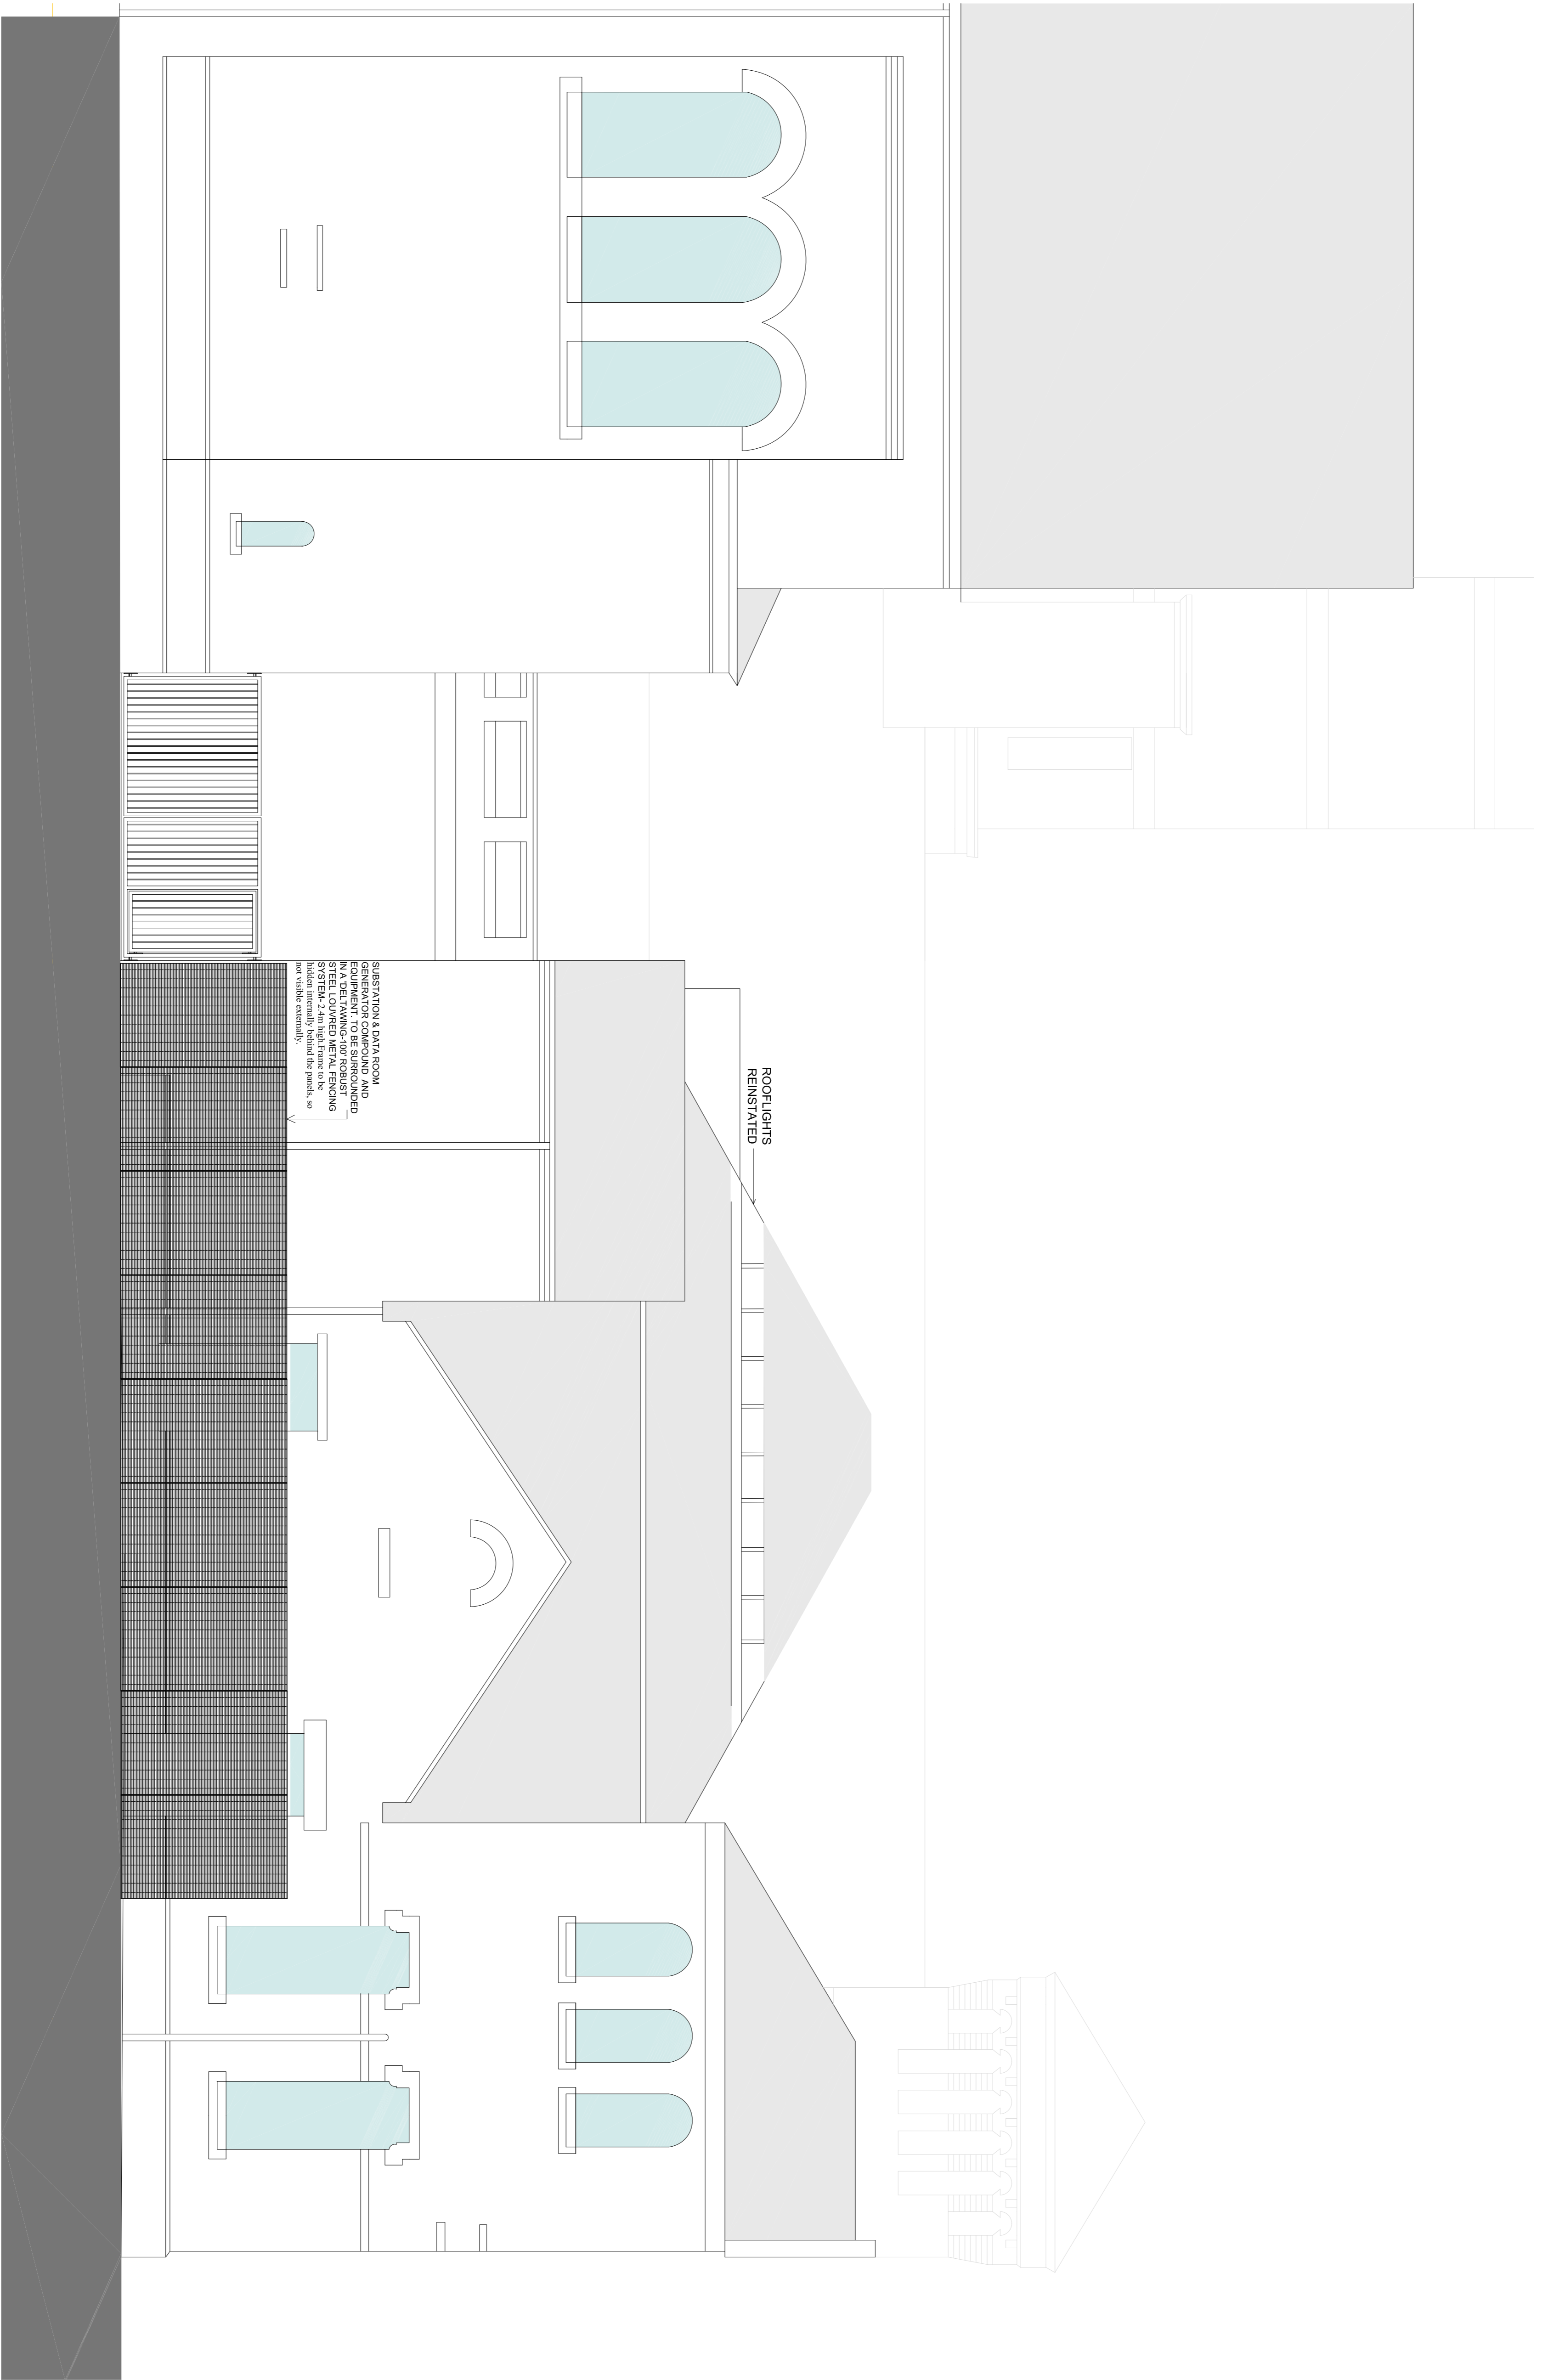 ROOFLIGHTS
REINSTATED
SUBSTATION & DATA ROOM
GENERATOR COMPOUND AND
EQUIPMENT. TO BE SURROUNDED
IN A 'DELTAWING-100' ROBUST
STEEL LOUVRED METAL FENCING
SYSTEM- 2.4m high.Frame to be
hidden internally behind the panels, so
not visible externally.